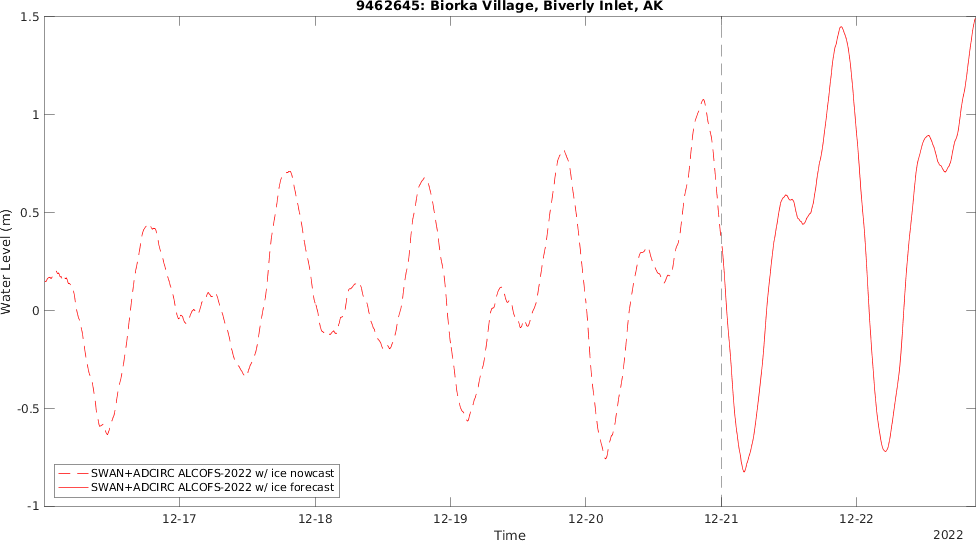 9462645: Biorka Village, Biverly Inlet, AK
1.5
1
0.5
0
-0.5
-1
Water Level (m)
SWAN+ADCIRC ALCOFS-2022 w/ ice nowcast
SWAN+ADCIRC ALCOFS-2022 w/ ice forecast
12-17 12-18 12-19 12-20 12-21 12-22
Time
2022